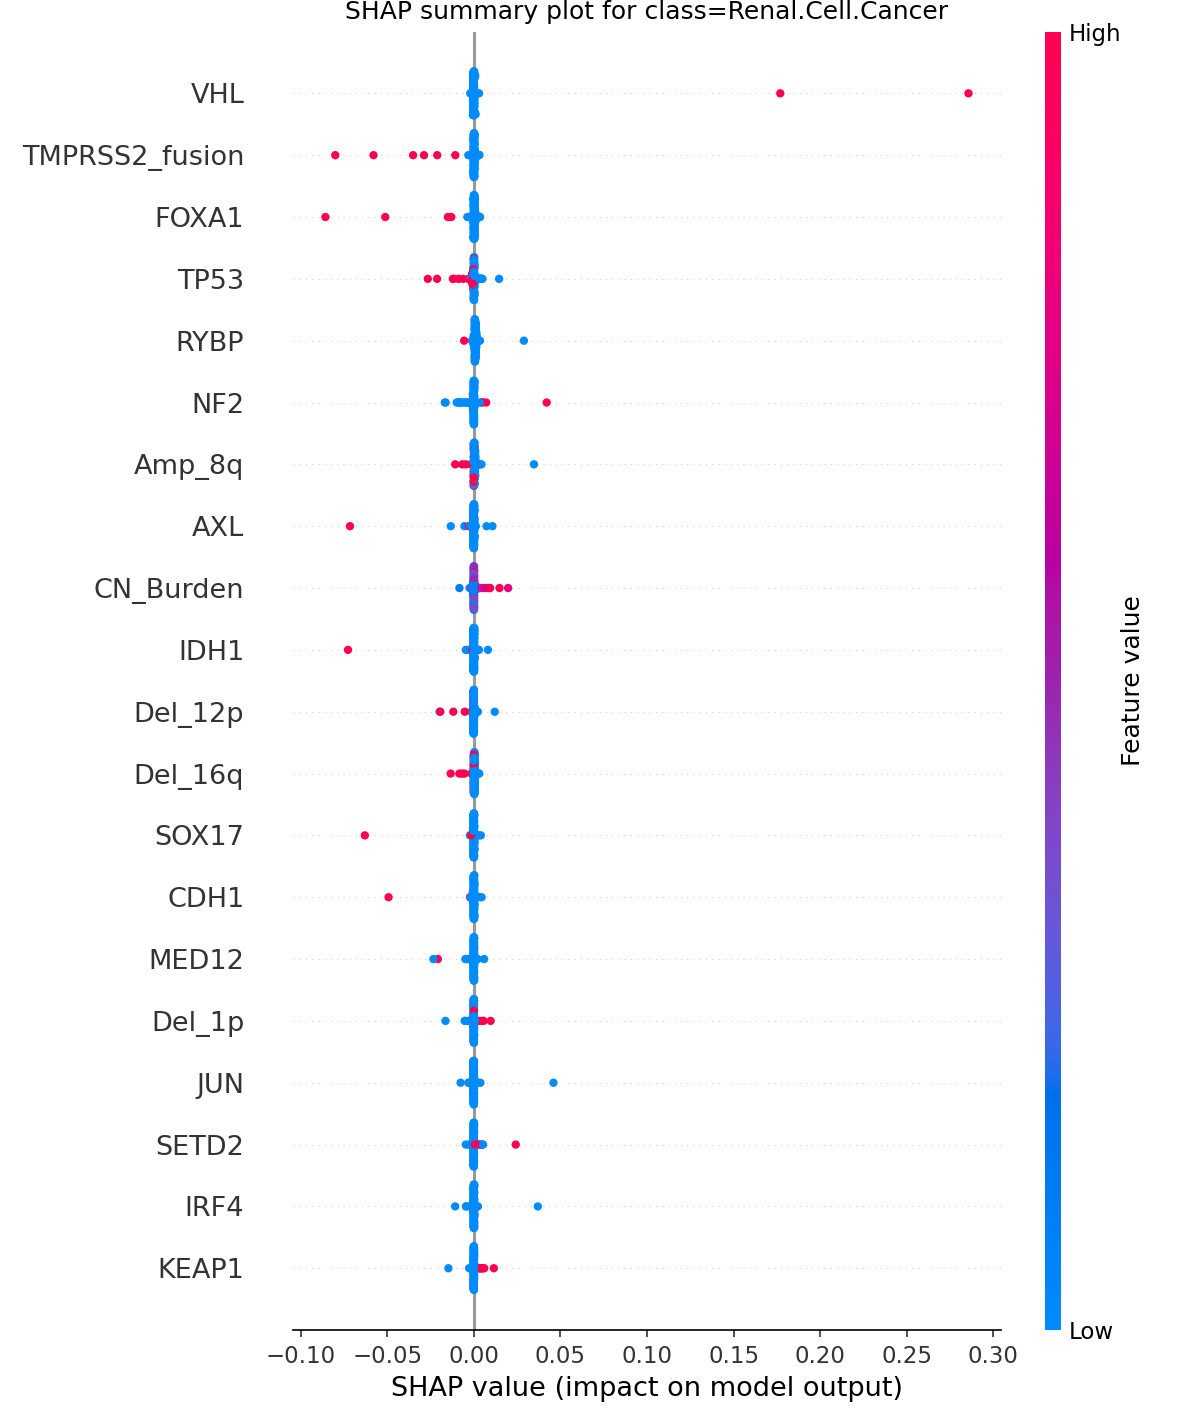 SHAP summary plot for class=Renal.Cell.Cancer
High
VHL
TMPRSS2_fusion
FOXA1
TP53
RYBP
NF2
Amp_8q
AXL
CN_Burden
IDH1
Del_12p
Del_16q
SOX17
CDH1
MED12
Del_1p
JUN
SETD2
IRF4
KEAP1
Feature value
Low
−0.10 −0.05 0.00 0.05 0.10 0.15 0.20 0.25 0.30
SHAP value (impact on model output)